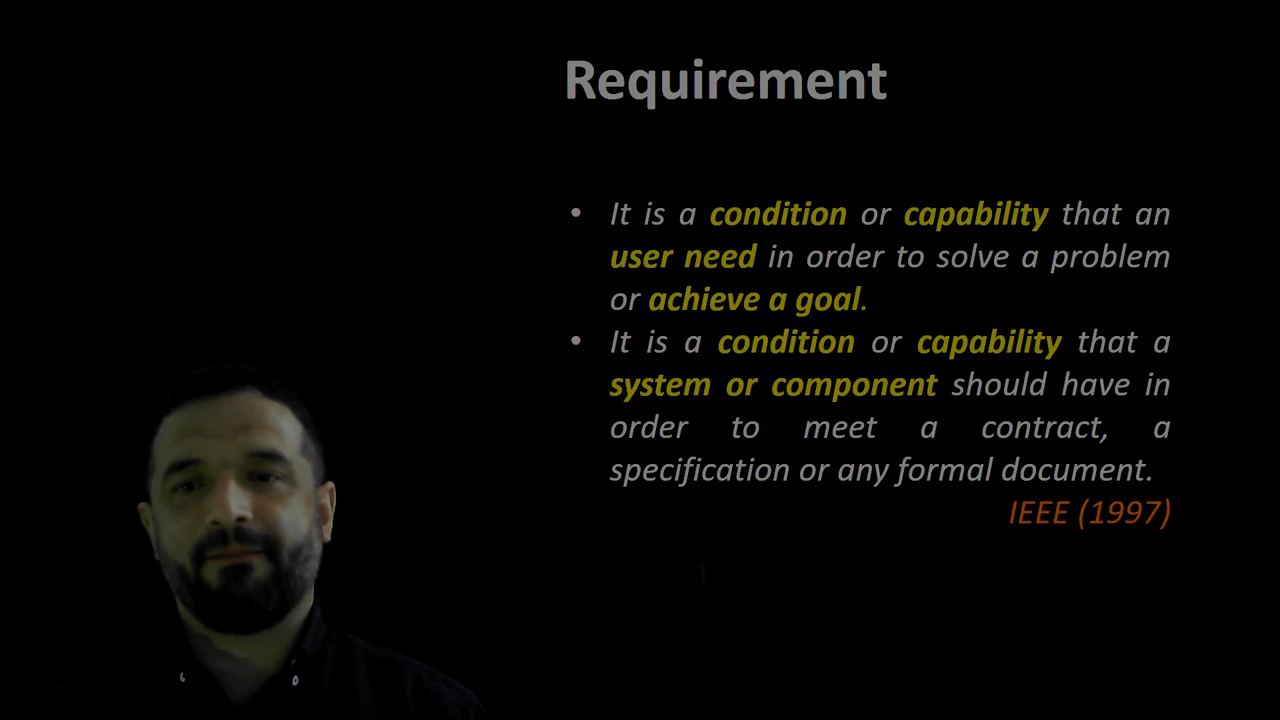 Requirement
• It is a condition or capability that an
user need in order to solve a problem
or achieve a goal.
• It is a condition or capability that a
system or component should have in
order to meet a contract, a
specification or any formal document.
IEEE (1997)